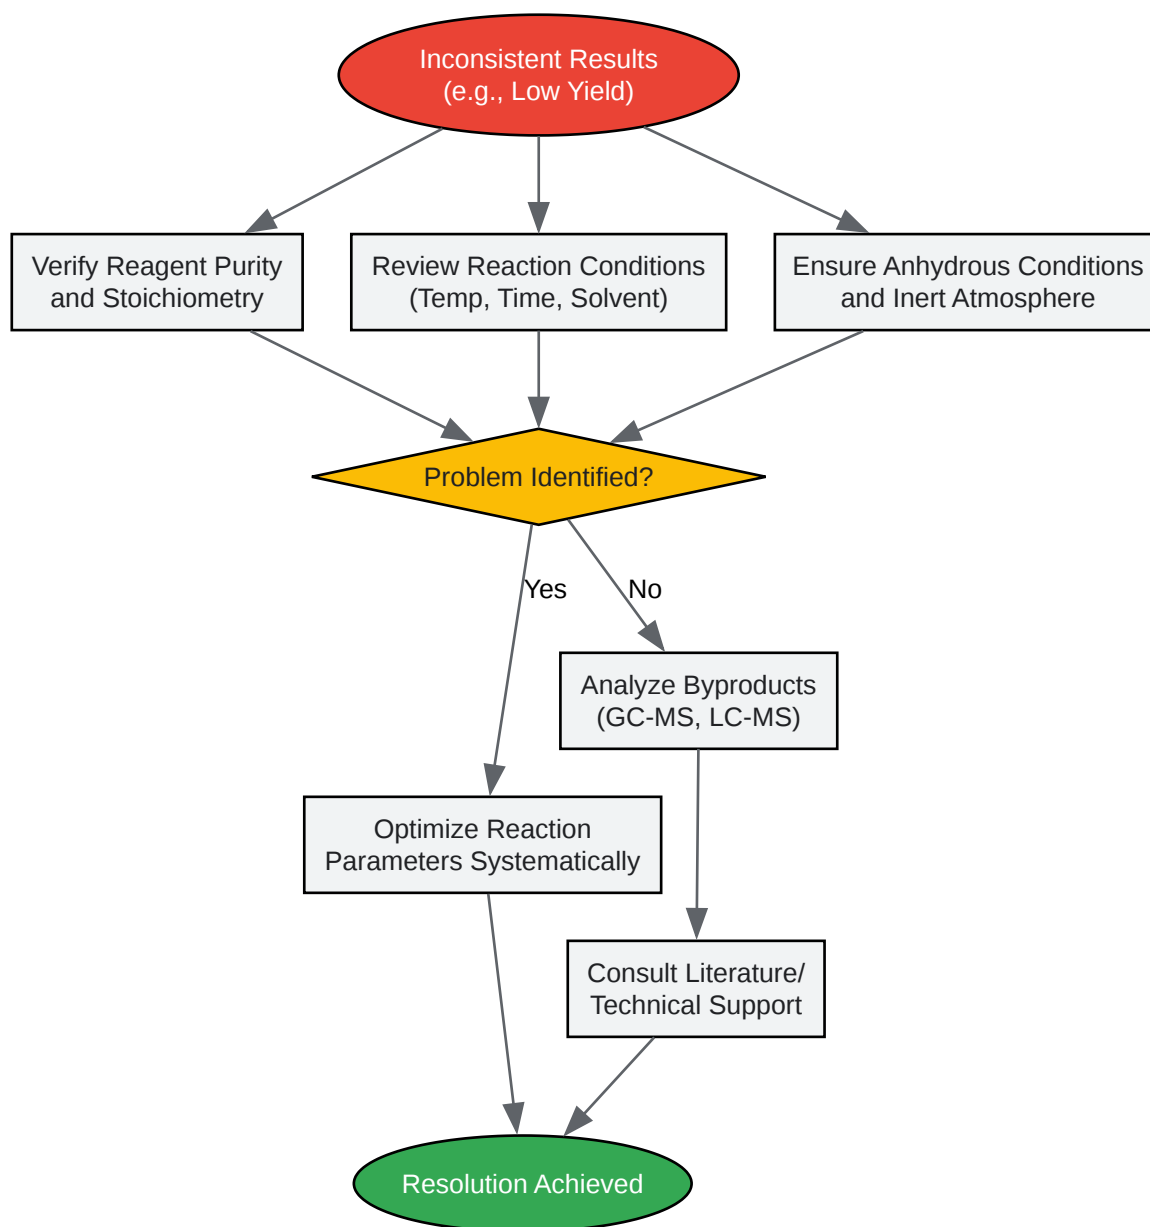 Inconsistent Results
(e.g., Low Yield)
Verify Reagent Purity
and Stoichiometry
Review Reaction Conditions
(Temp, Time, Solvent)
Ensure Anhydrous Conditions
and Inert Atmosphere
Problem Identified?
Yes
No
Analyze Byproducts
(GC-MS, LC-MS)
Optimize Reaction
Parameters Systematically
Consult Literature/
Technical Support
Resolution Achieved